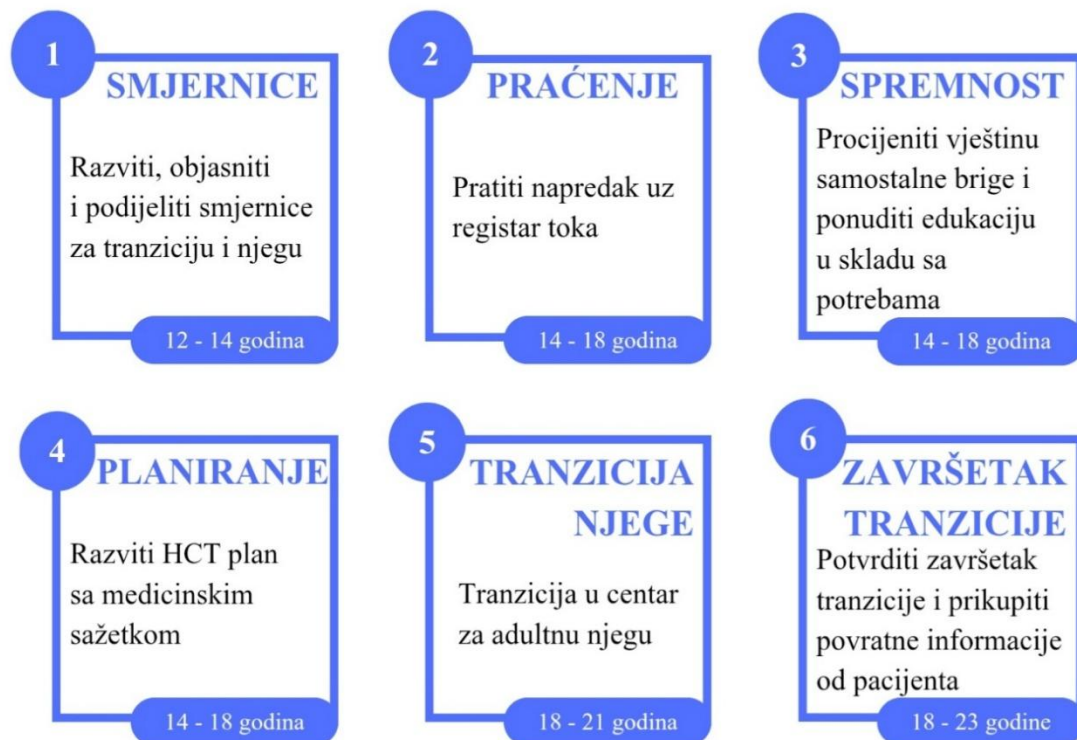 1
SMJERNICE
Razviti, objasniti
i podijeliti smjernice
za tranziciju i njegu
12 - 14 godina
2
PRAĆENJE
Pratiti napredak uz
registar toka
14 - 18 godina
3
SPREMNOST
Procijeniti vještinu
samostalne brige i
ponuditi edukaciju
u skladu sa
potrebama
14 - 18 godina
4
PLANIRANJE
Razviti HCT plan
sa medicinskim
sažetkom
14 - 18 godina
5
TRANZICIJA
NJEGE
Tranzicija u centar
za adultnu njegu
18 - 21 godina
6
ZAVRŠETAK
TRANZICIJE
Potvrditi završetak
tranzicije i prikupiti
povratne informacije
od pacijenta
18 - 23 godine